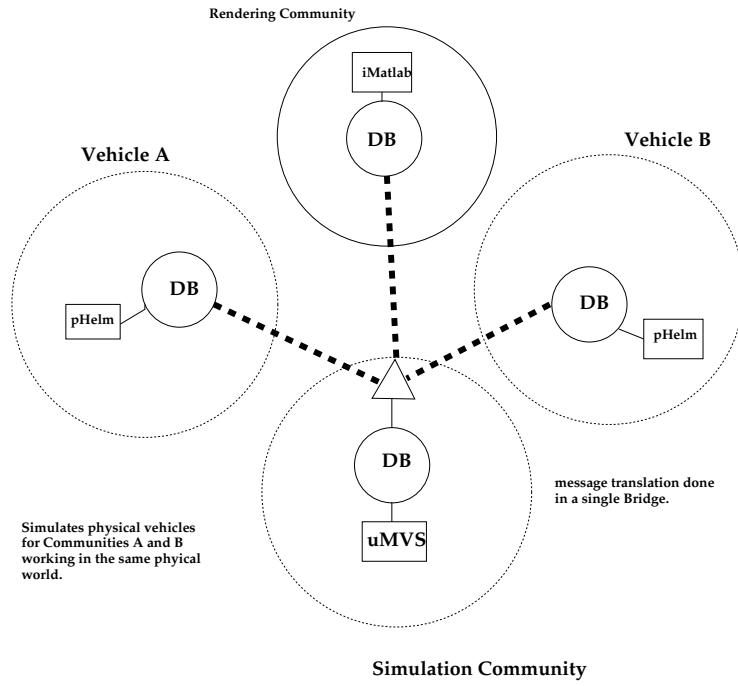 Rendering Community
iMatlab
DB
Vehicle A
Vehicle B
DB
pHelm
DB
pHelm
DB
uMVS
message translation done
in a single Bridge.
Simulates physical vehicles
for Communities A and B
working in the same phyical
world.
Simulation Community